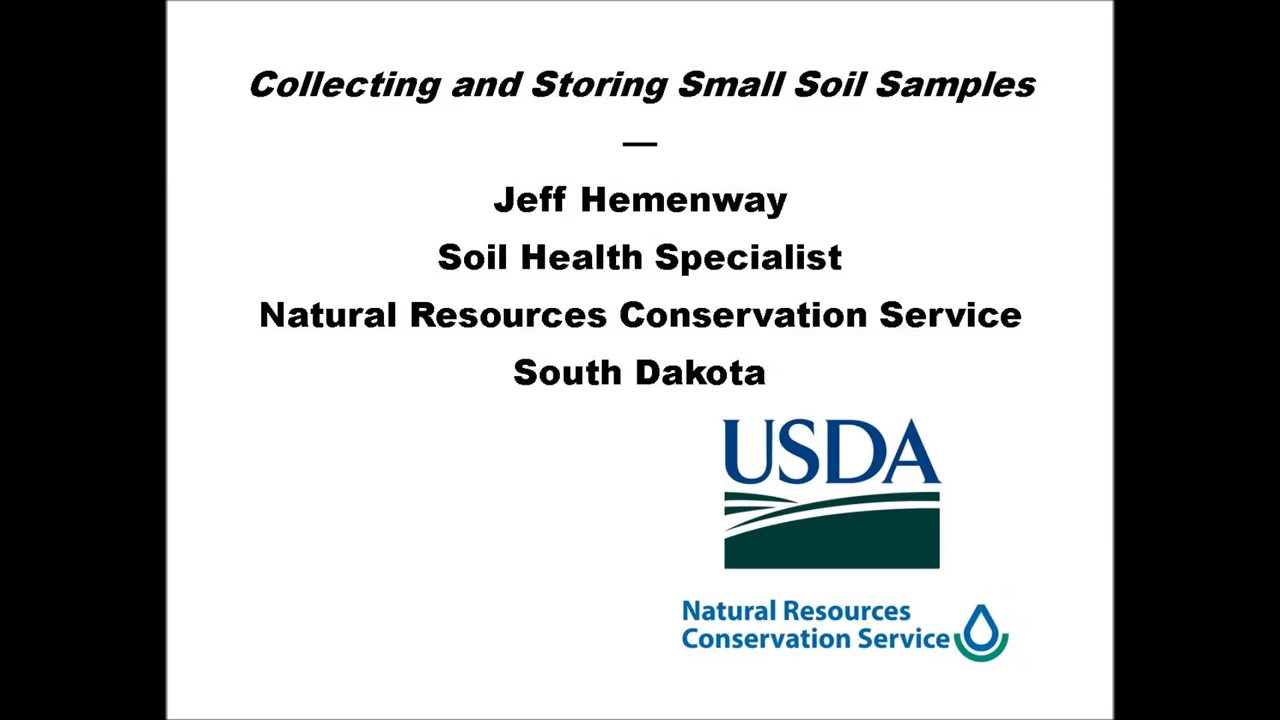 Collecting and Storing Small Soil Samples
—
Jeff Hemenway
Soil Health Specialist
Natural Resources Conservation Service
South Dakota
USDA
Natural Resources
Conservation Service